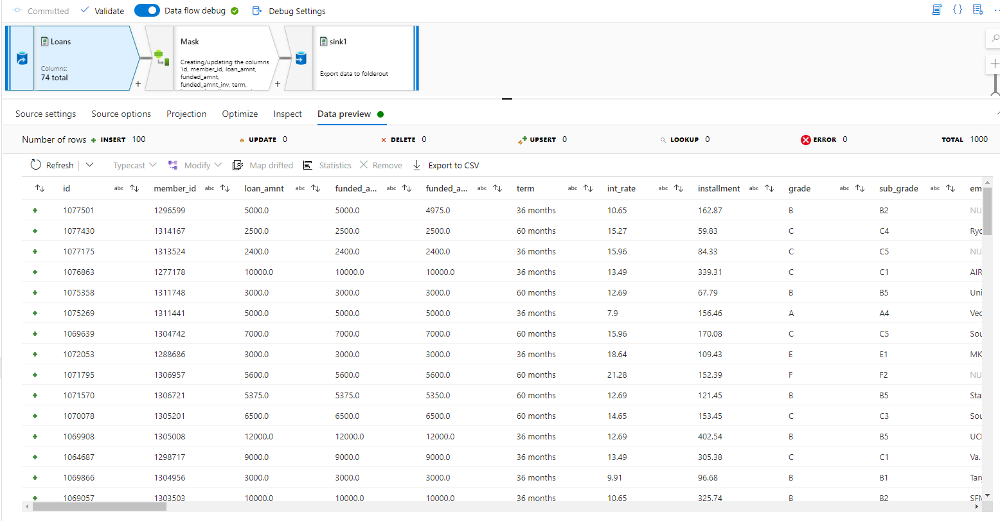 Committed Validate Data flow debug Debug Settings
Loans
Columns:
74 total
+
Mask
Creating/updating the columns
'id, member_id, loan_amnt,
funded_amnt,
funded_amnt_inv, term,
+
sink1
Export data to folderout
Source settings Source options Projection Optimize Inspect Data preview
Number of rows INSERT 100 UPDATE 0 DELETE 0 UPSERT 0 LOOKUP 0 ERROR 0 TOTAL 1000
Refresh Typecast Modify Map drifted Statistics Remove Export to CSV
id abc member_id abc loan_amnt abc funded_a... abc funded_a... abc term abc int_rate abc installment abc grade abc sub_grade abc em
1077501 1296599 5000.0 5000.0 4975.0 36 months 10.65 162.87 B B2 NU
1077430 1314167 2500.0 2500.0 2500.0 60 months 15.27 59.83 C C4 Ryc
1077175 1313524 2400.0 2400.0 2400.0 36 months 15.96 84.33 C C5 NU
1076863 1277178 10000.0 10000.0 10000.0 36 months 13.49 339.31 C C1 AIR
1075358 1311748 3000.0 3000.0 3000.0 60 months 12.69 67.79 B B5 Uni
1075269 1311441 5000.0 5000.0 5000.0 36 months 7.9 156.46 A A4 Vec
1069639 1304742 7000.0 7000.0 7000.0 60 months 15.96 170.08 C C5 Sou
1072053 1288686 3000.0 3000.0 3000.0 36 months 18.64 109.43 E E1 MK
1071795 1306957 5600.0 5600.0 5600.0 60 months 21.28 152.39 F F2 NU
1071570 1306721 5375.0 5375.0 5350.0 60 months 12.69 121.45 B B5 Sta
1070078 1305201 6500.0 6500.0 6500.0 60 months 14.65 153.45 C C3 Sou
1069908 1305008 12000.0 12000.0 12000.0 36 months 12.69 402.54 B B5 UC
1064687 1298717 9000.0 9000.0 9000.0 36 months 13.49 305.38 C C1 Va.
1069866 1304956 3000.0 3000.0 3000.0 36 months 9.91 96.68 B B1 Targ
1069057 1303503 10000.0 10000.0 10000.0 36 months 10.65 325.74 B B2 SFM